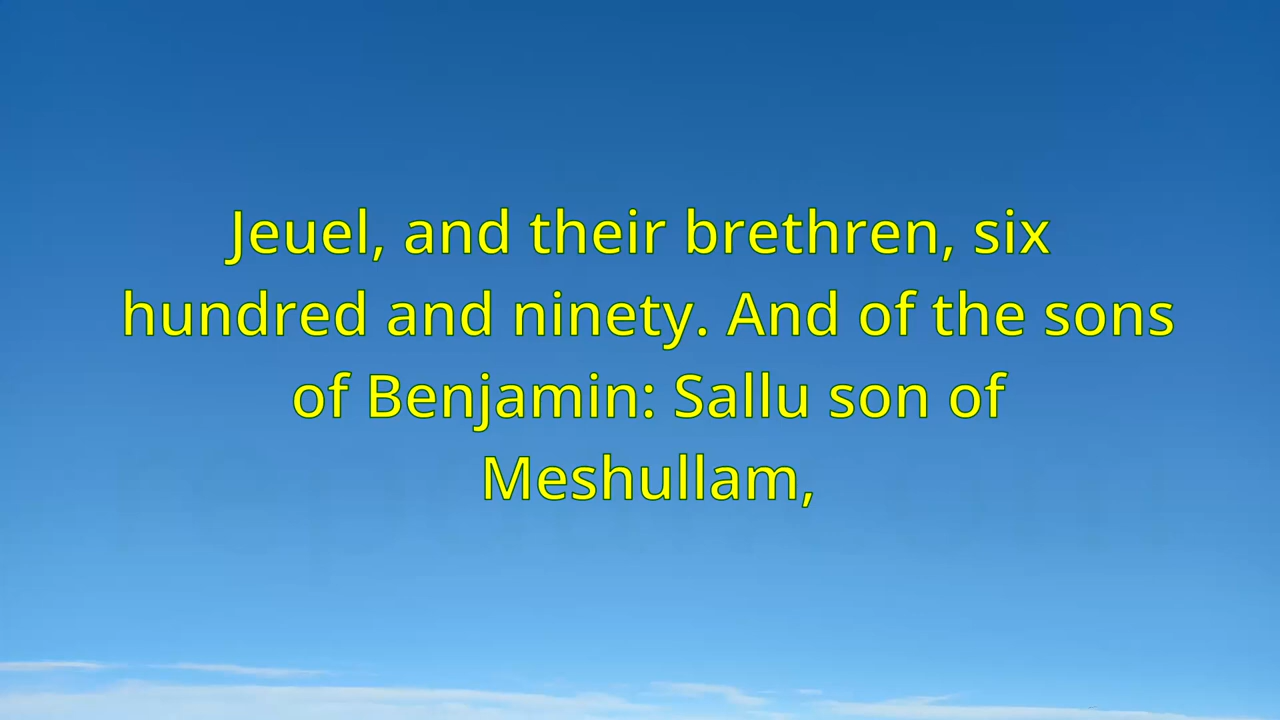 Jeuel, and their brethren, six
hundred and ninety. And of the sons
of Benjamin: Sallu son of
Meshullam,